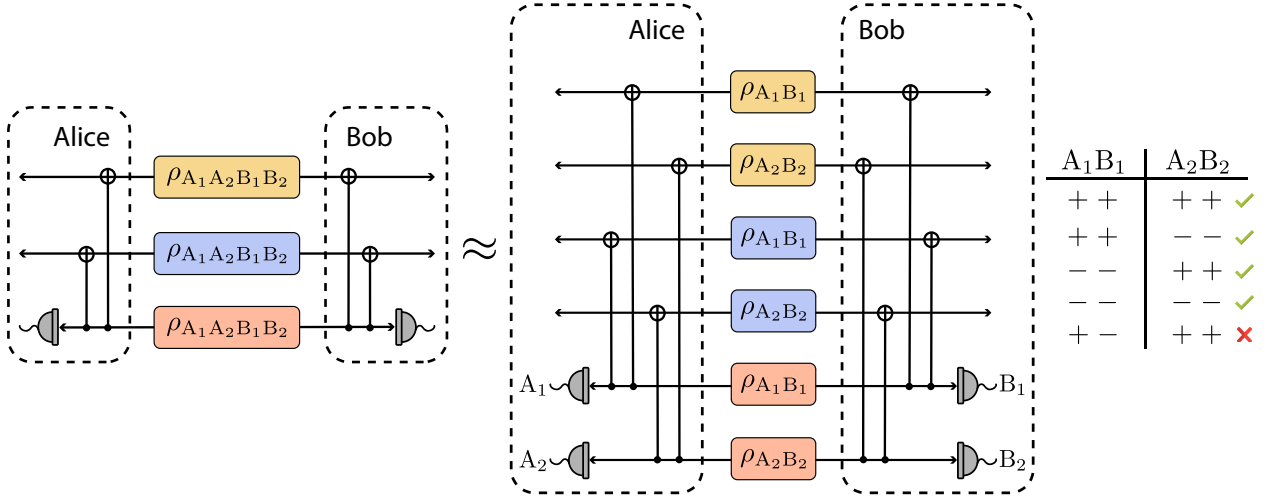 Alice
Bob
ρA₁A₂B₁B₂
ρA₁A₂B₁B₂
ρA₁A₂B₁B₂
≈
Alice
Bob
ρA₁B₁
ρA₂B₂
ρA₁B₁
ρA₂B₂
A₁ ρA₁B₁ B₁
A₂ ρA₂B₂ B₂
A₁B₁ A₂B₂
+ + + + ✓
+ + − − ✓
− − + + ✓
− − − − ✓
+ − + + ✗